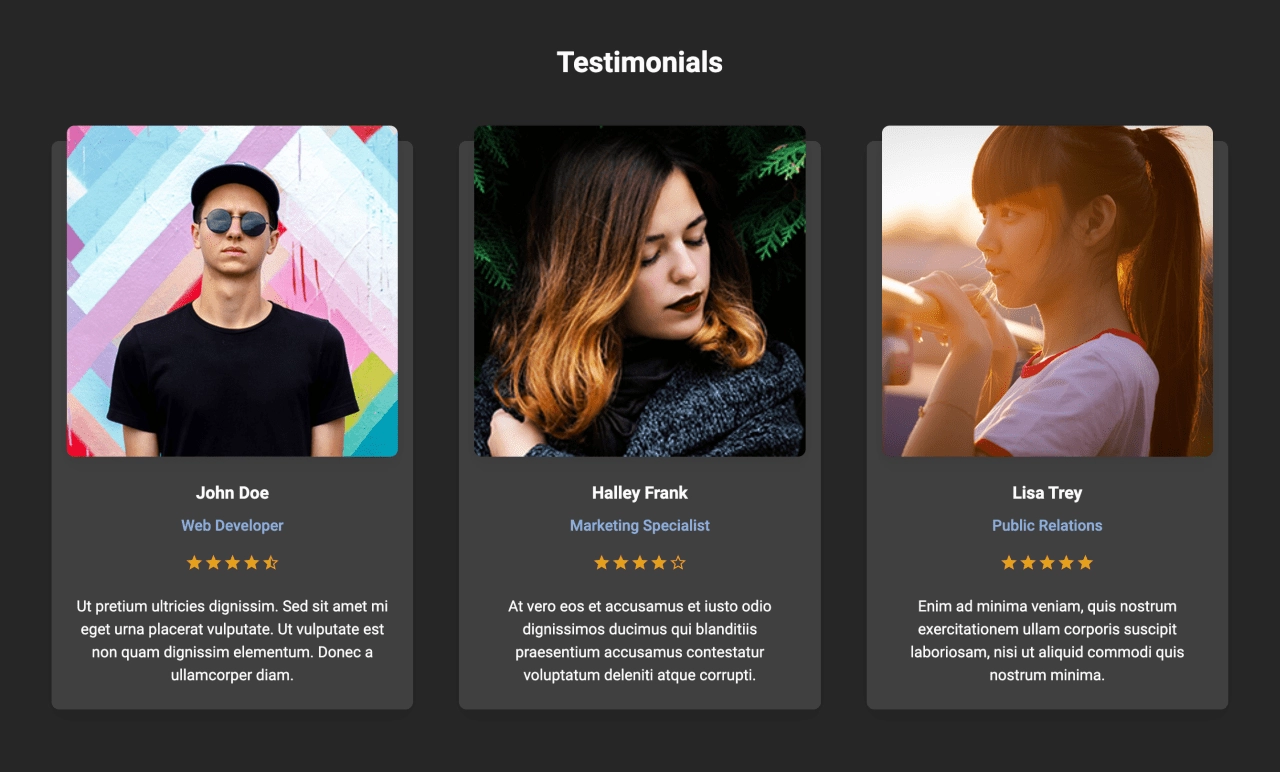 Testimonials
John Doe
Web Developer
Ut pretium ultricies dignissim. Sed sit amet mi
eget urna placerat vulputate. Ut vulputate est
non quam dignissim elementum. Donec a
ullamcorper diam.
Halley Frank
Marketing Specialist
At vero eos et accusamus et iusto odio
dignissimos ducimus qui blanditiis
praesentium accusamus contestatur
voluptatum deleniti atque corrupti.
Lisa Trey
Public Relations
Enim ad minima veniam, quis nostrum
exercitationem ullam corporis suscipit
laboriosam, nisi ut aliquid commodi quis
nostrum minima.